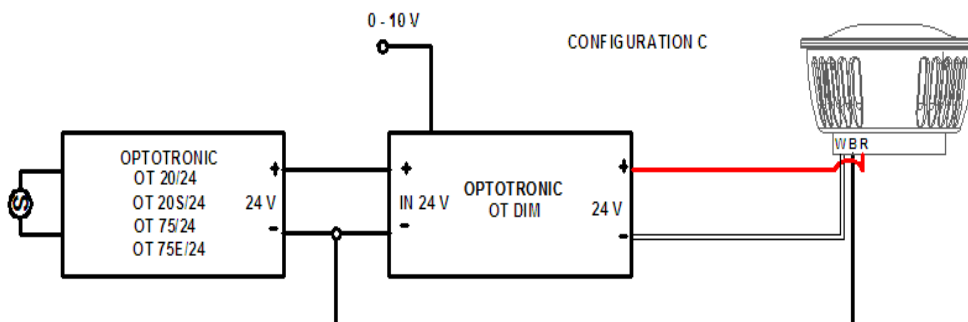 0 - 10 V
CONFIGURATION C
W B R
OPTOTRONIC
OT 20/24
OT 20S/24
OT 75/24
OT 75E/24
24 V
+
-
+
IN 24 V
-
OPTOTRONIC
OT DIM
+
24 V
-
S